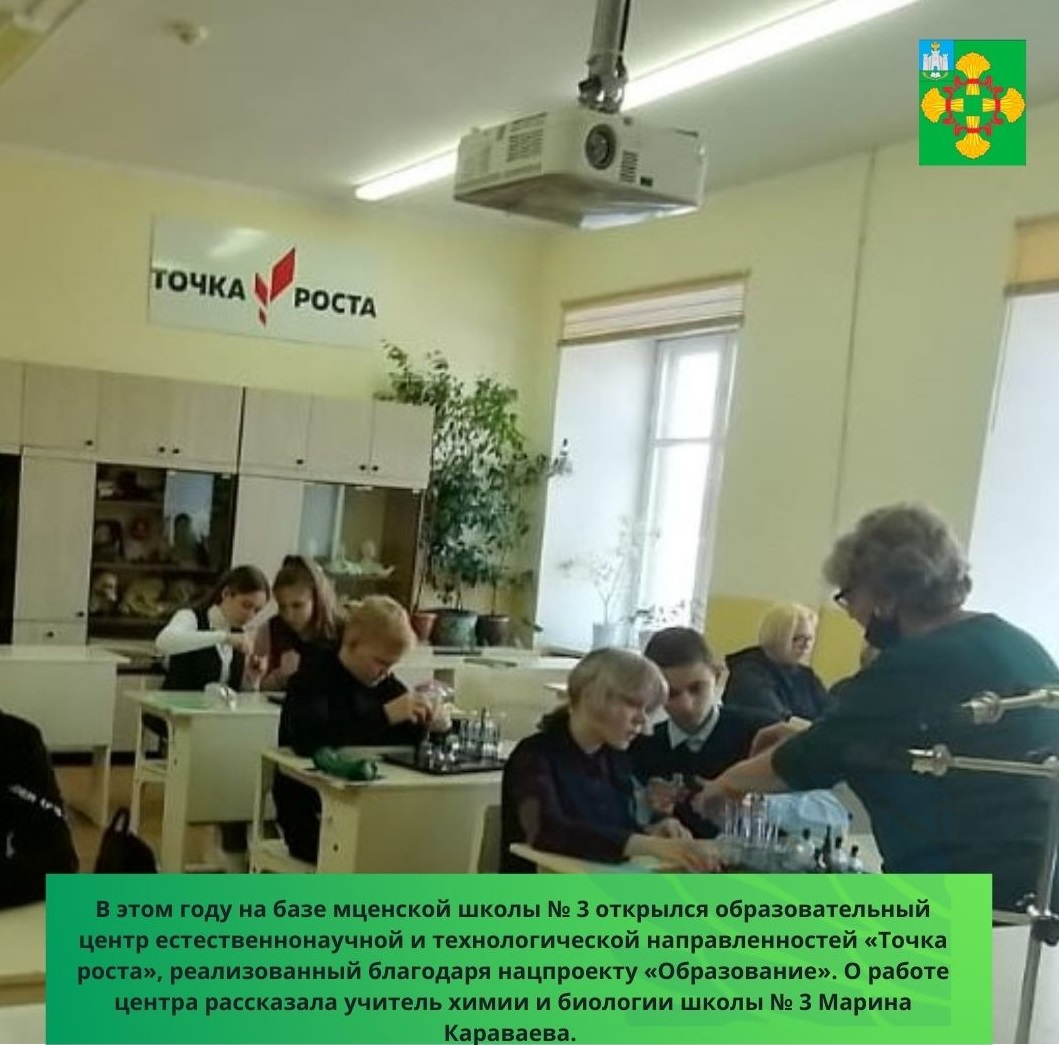 ТОЧКА РОСТА
В этом году на базе мценской школы № 3 открылся образовательный
центр естественнонаучной и технологической направленностей «Точка
роста», реализованный благодаря нацпроекту «Образование». О работе
центра рассказала учитель химии и биологии школы № 3 Марина
Караваева.